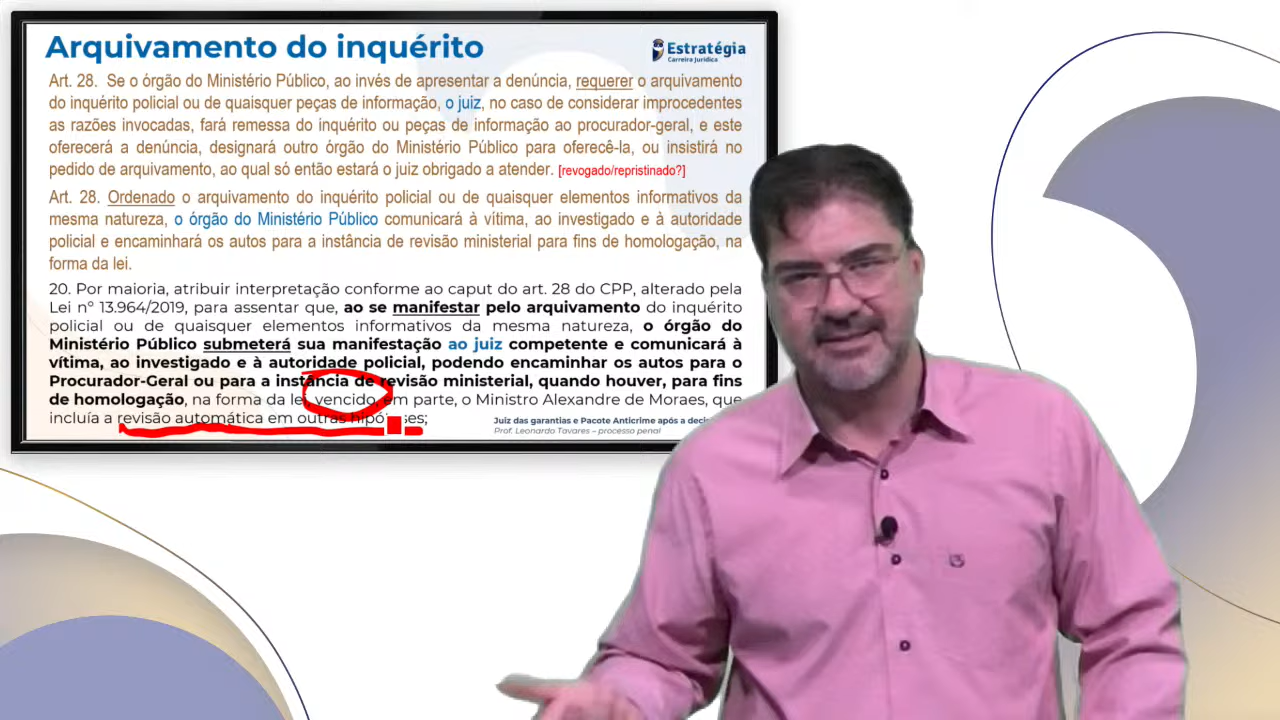 Arquivamento do inquérito
Estratégia
Carreira Jurídica
Art. 28. Se o órgão do Ministério Público, ao invés de apresentar a denúncia, requerer o arquivamento
do inquérito policial ou de quaisquer peças de informação, o juiz, no caso de considerar improcedentes
as razões invocadas, fará remessa do inquérito ou peças de informação ao procurador-geral, e este
oferecerá a denúncia, designará outro órgão do Ministério Público para oferecê-la, ou insistirá no
pedido de arquivamento, ao qual só então estará o juiz obrigado a atender. [revogado/repristinado?]
Art. 28. Ordenado o arquivamento do inquérito policial ou de quaisquer elementos informativos da
mesma natureza, o órgão do Ministério Público comunicará à vítima, ao investigado e à autoridade
policial e encaminhará os autos para a instância de revisão ministerial para fins de homologação, na
forma da lei.
20. Por maioria, atribuir interpretação conforme ao caput do art. 28 do CPP, alterado pela
Lei nº 13.964/2019, para assentar que, ao se manifestar pelo arquivamento do inquérito
policial ou de quaisquer elementos informativos da mesma natureza, o órgão do
Ministério Público submeterá sua manifestação ao juiz competente e comunicará à
vítima, ao investigado e à autoridade policial, podendo encaminhar os autos para o
Procurador-Geral ou para a instância de revisão ministerial, quando houver, para fins
de homologação, na forma da lei, vencido, em parte, o Ministro Alexandre de Moraes, que
incluía a revisão automática em outras
Juiz das garantias e Pacote Anticrime após a
Prof. Leonardo Tavares – processo penal